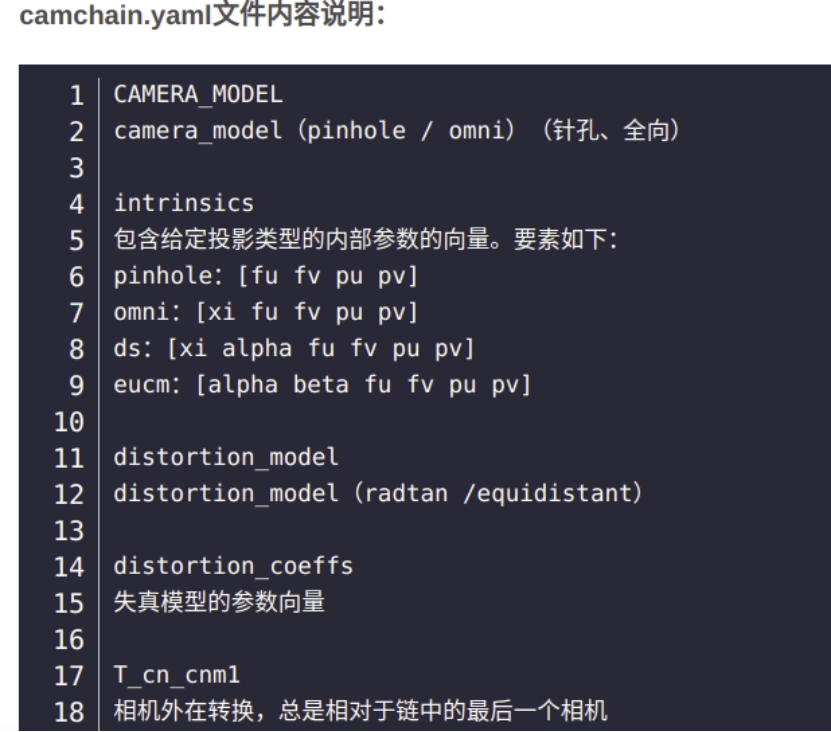 camchain.yaml文件内容说明：
1 CAMERA_MODEL
2 camera_model（pinhole / omni）（针孔、全向）
3
4 intrinsics
5 包含给定投影类型的内部参数的向量。要素如下：
6 pinhole：[fu fv pu pv]
7 omni：[xi fu fv pu pv]
8 ds：[xi alpha fu fv pu pv]
9 eucm：[alpha beta fu fv pu pv]
10
11 distortion_model
12 distortion_model（radtan /equidistant）
13
14 distortion_coeffs
15 失真模型的参数向量
16
17 T_cn_cnm1
18 相机外在转换，总是相对于链中的最后一个相机